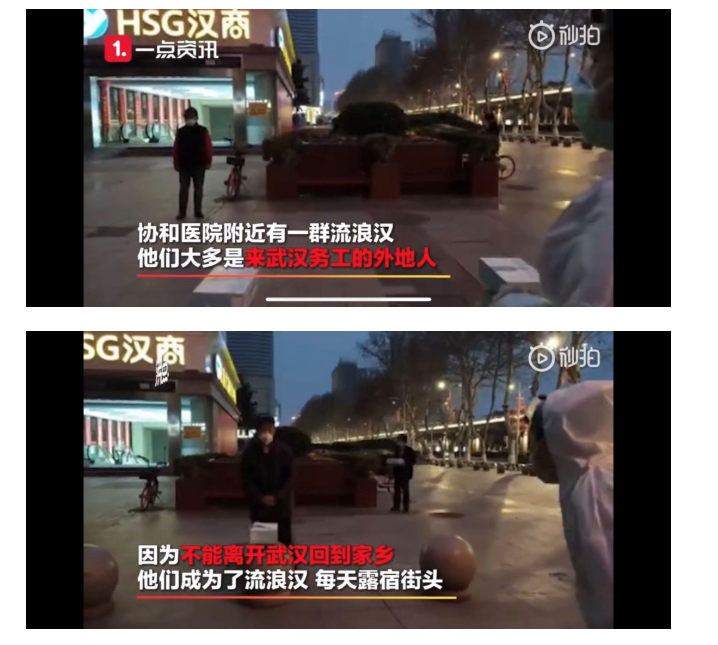 HSG汉商
1. 一点资讯
秒拍
协和医院附近有一群流浪汉
他们大多是来武汉务工的外地人
SG汉商
秒拍
因为不能离开武汉回到家乡
他们成为了流浪汉 每天露宿街头